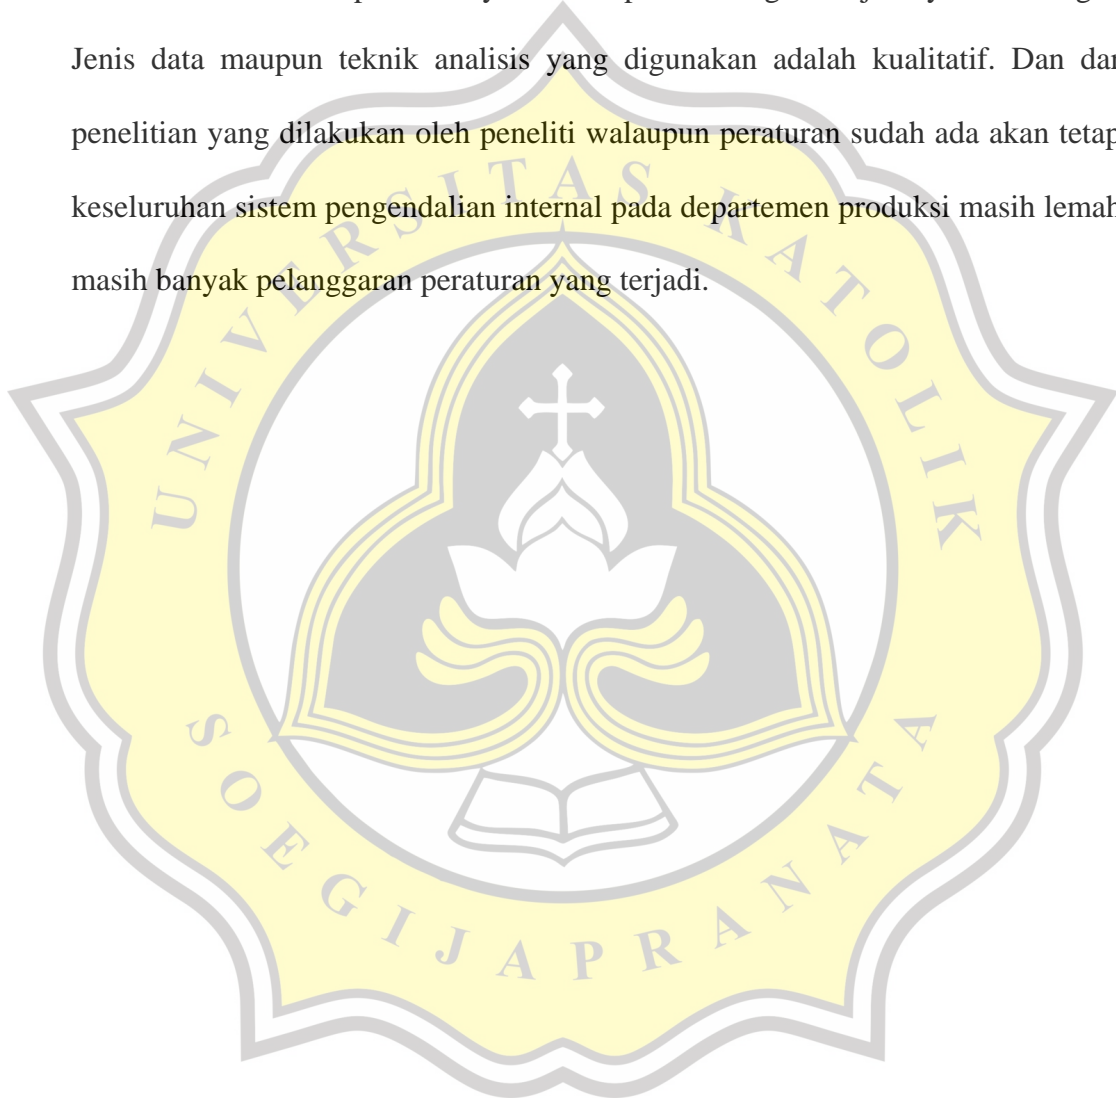 Jenis data maupun teknik analisis yang digunakan adalah kualitatif. Dan dar
penelitian yang dilakukan oleh peneliti walaupun peraturan sudah ada akan tetap
keseluruhan sistem pengendalian internal pada departemen produksi masih lemah
masih banyak pelanggaran peraturan yang terjadi.
UNIVERSITAS KATOLIK
SOEGIJAPRANATA